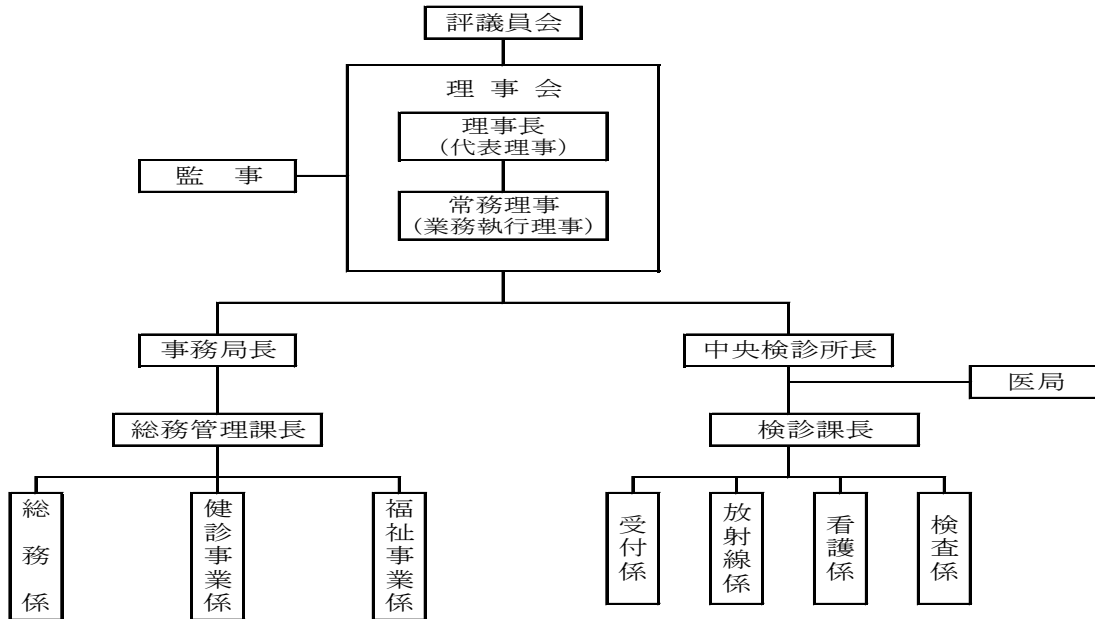 評議員会
理事会
理事長
(代表理事)
監 事
常務理事
(業務執行理事)
事務局長
中央検診所長
医局
総務管理課長
検診課長
総務係
健診事業係
福祉事業係
受付係
放射線係
看護係
検査係